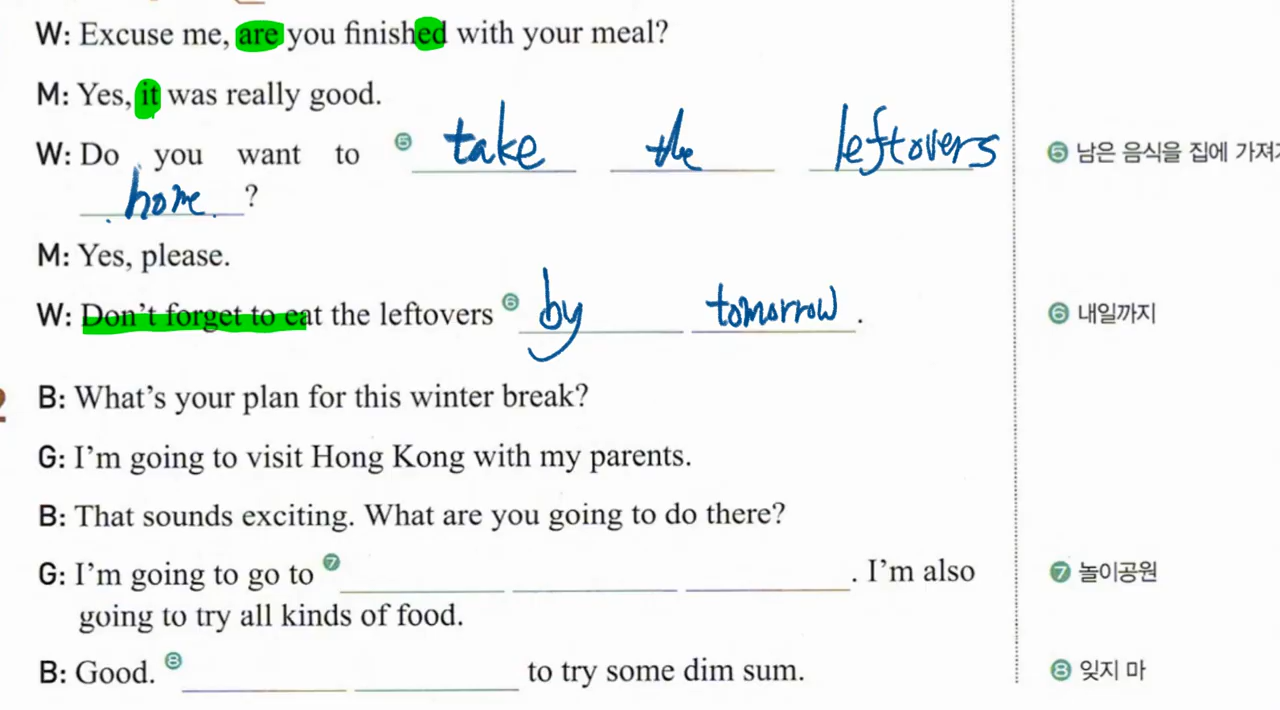 W: Excuse me, are you finished with your meal?
M: Yes, it was really good.
W: Do you want to ⑤ take the leftovers
⑤ 남은 음식을 집에 가져
home ?
M: Yes, please.
W: Don't forget to eat the leftovers ⑥ by tomorrow .
⑥ 내일까지
B: What's your plan for this winter break?
G: I'm going to visit Hong Kong with my parents.
B: That sounds exciting. What are you going to do there?
G: I'm going to go to ⑦ . I'm also
⑦ 놀이공원
going to try all kinds of food.
B: Good. ⑧ to try some dim sum.
⑧ 잊지 마